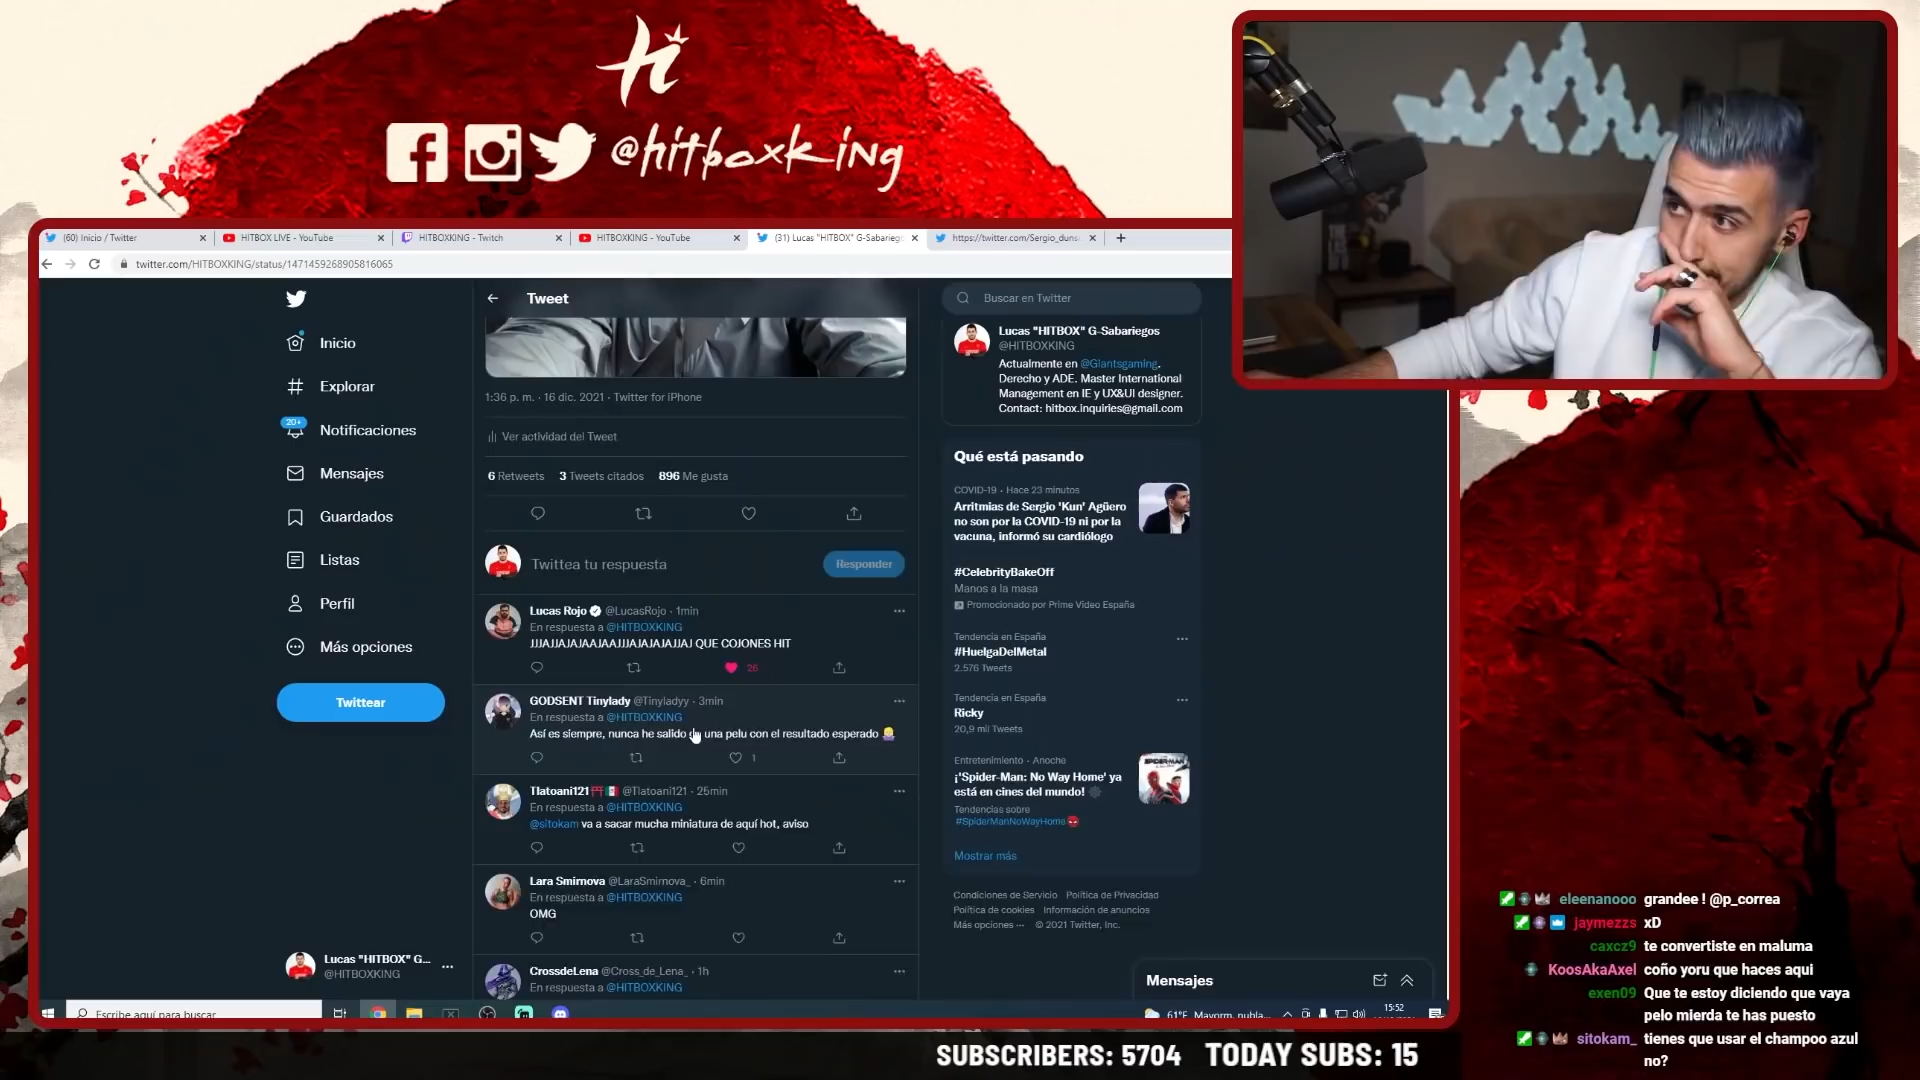 @hitboxking
(60) Inicio / Twitter
HITBOX LIVE - YouTube
HITBOXKING - Twitch
HITBOXKING - YouTube
(31) Lucas "HITBOX" G-Sabariego
https://twitter.com/Sergio_duns
twitter.com/HITBOXKING/status/1471459268905816065
Inicio
Explorar
20+
Notificaciones
Mensajes
Guardados
Listas
Perfil
Más opciones
Twittear
Lucas "HITBOX" G...
@HITBOXKING
Tweet
1:36 p. m. · 16 dic. 2021 · Twitter for iPhone
Ver actividad del Tweet
6 Retweets 3 Tweets citados 896 Me gusta
Twittea tu respuesta
Responder
Lucas Rojo @LucasRojo · 1min
En respuesta a @HITBOXKING
JJJAJJAJAJAAJAAJJJAJAJAJAJJAJ QUE COJONES HIT
26
GODSENT Tinylady @Tinyladyy · 3min
En respuesta a @HITBOXKING
Así es siempre, nunca he salido de una pelu con el resultado esperado
1
Tlatoani121 @Tlatoani121 · 25min
En respuesta a @HITBOXKING
@sitokam va a sacar mucha miniatura de aquí hot, aviso
Lara Smirnova @LaraSmirnova_ · 6min
En respuesta a @HITBOXKING
OMG
CrossdeLena @Cross_de_Lena_ · 1h
En respuesta a @HITBOXKING
Buscar en Twitter
Lucas "HITBOX" G-Sabariegos
@HITBOXKING
Actualmente en @Giantsgaming.
Derecho y ADE. Master International
Management en IE y UX&UI designer.
Contact: hitbox.inquiries@gmail.com
Qué está pasando
COVID-19 · Hace 23 minutos
Arritmias de Sergio 'Kun' Agüero
no son por la COVID-19 ni por la
vacuna, informó su cardiólogo
#CelebrityBakeOff
Manos a la masa
Promocionado por Prime Video España
Tendencia en España
#HuelgaDelMetal
2.576 Tweets
Tendencia en España
Ricky
20,9 mil Tweets
Entretenimiento · Anoche
¡'Spider-Man: No Way Home' ya
está en cines del mundo!
Tendencias sobre
#SpiderManNoWayHome
Mostrar más
Condiciones de Servicio Política de Privacidad
Política de cookies Información de anuncios
Más opciones ··· © 2021 Twitter, Inc.
Mensajes
Escribe aquí para buscar
61°F Mayorm. nubla...
15:52
eleenanooo grandee ! @p_correa
jaymezzs xD
caxcz9 te convertiste en maluma
KoosAkaAxel coño yoru que haces aqui
exen09 Que te estoy diciendo que vaya
pelo mierda te has puesto
sitokam_ tienes que usar el champoo azul
no?
SUBSCRIBERS: 5704 TODAY SUBS: 15